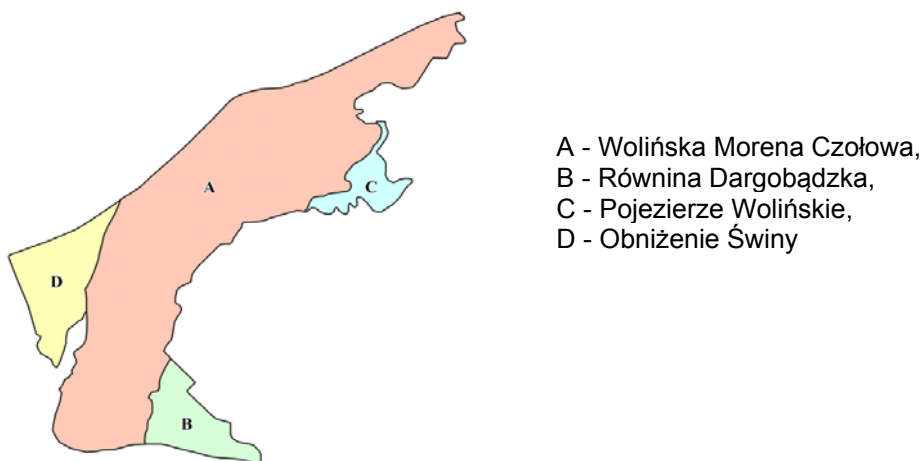 A
C
D
B
A - Wolińska Morena Czołowa,
B - Równina Dargobądzka,
C - Pojezierze Wolińskie,
D - Obniżenie Świny